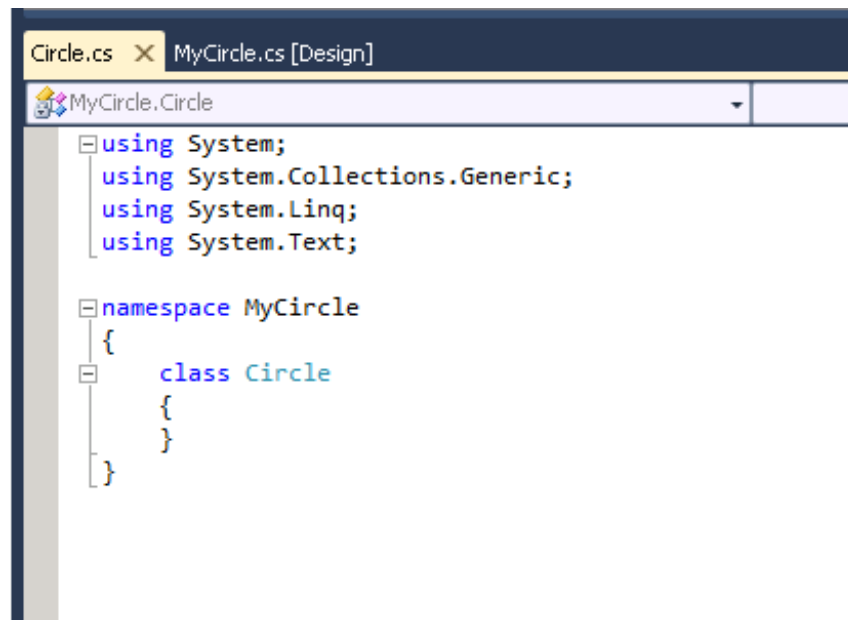 Circle.cs MyCircle.cs [Design]
MyCircle.Circle
using System;
using System.Collections.Generic;
using System.Linq;
using System.Text;
namespace MyCircle
{
class Circle
{
}
}